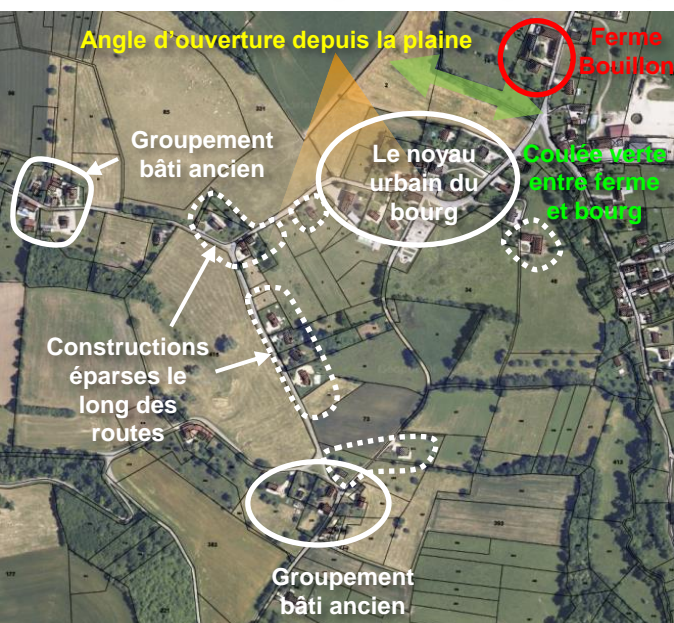 Angle d’ouverture depuis la plaine
Ferme
Bouillon
Groupement
bâti ancien
Le noyau
urbain du
bourg
Coulée verte
entre ferme
et bourg
Constructions
éparses le
long des
routes
Groupement
bâti ancien